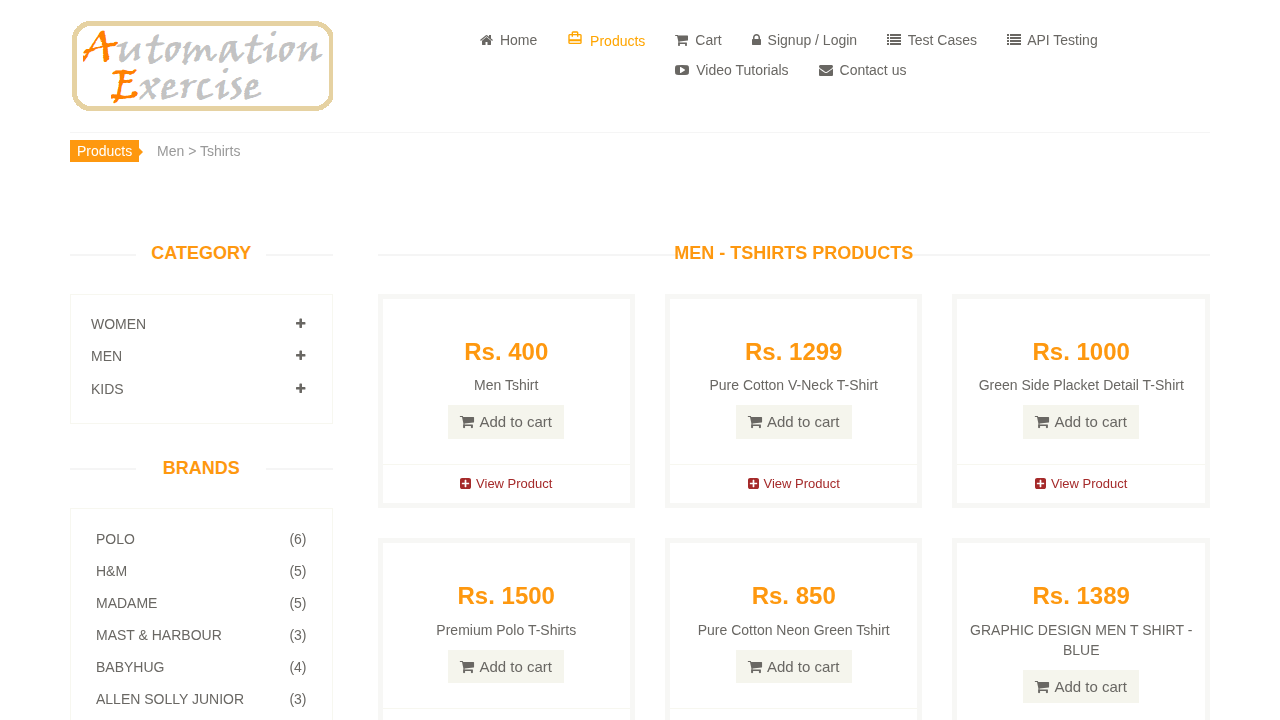 Automation
Exercise
Home
Products
Cart
Signup / Login
Test Cases
API Testing
Video Tutorials
Contact us
Products
Men > Tshirts
CATEGORY
WOMEN
MEN
KIDS
BRANDS
POLO (6)
H&M (5)
MADAME (5)
MAST & HARBOUR (3)
BABYHUG (4)
ALLEN SOLLY JUNIOR (3)
MEN - TSHIRTS PRODUCTS
Rs. 400
Men Tshirt
Add to cart
View Product
Rs. 1299
Pure Cotton V-Neck T-Shirt
Add to cart
View Product
Rs. 1000
Green Side Placket Detail T-Shirt
Add to cart
View Product
Rs. 1500
Premium Polo T-Shirts
Add to cart
Rs. 850
Pure Cotton Neon Green Tshirt
Add to cart
Rs. 1389
GRAPHIC DESIGN MEN T SHIRT -
BLUE
Add to cart